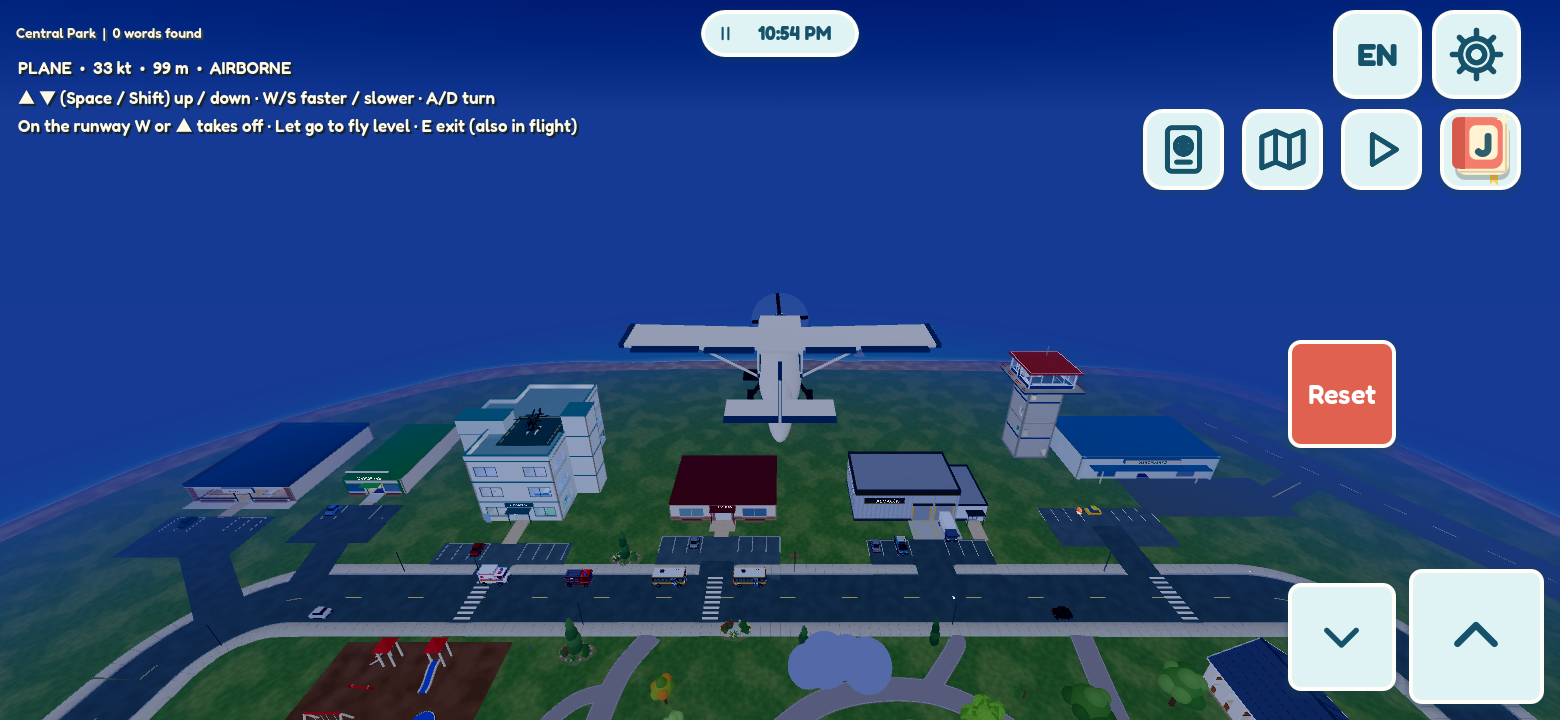 Central Park | 0 words found
10:54 PM
EN
PLANE • 33 kt • 99 m • AIRBORNE
▲ ▼ (Space / Shift) up / down · W/S faster / slower · A/D turn
On the runway W or ▲ takes off · Let go to fly level · E exit (also in flight)
J
Reset